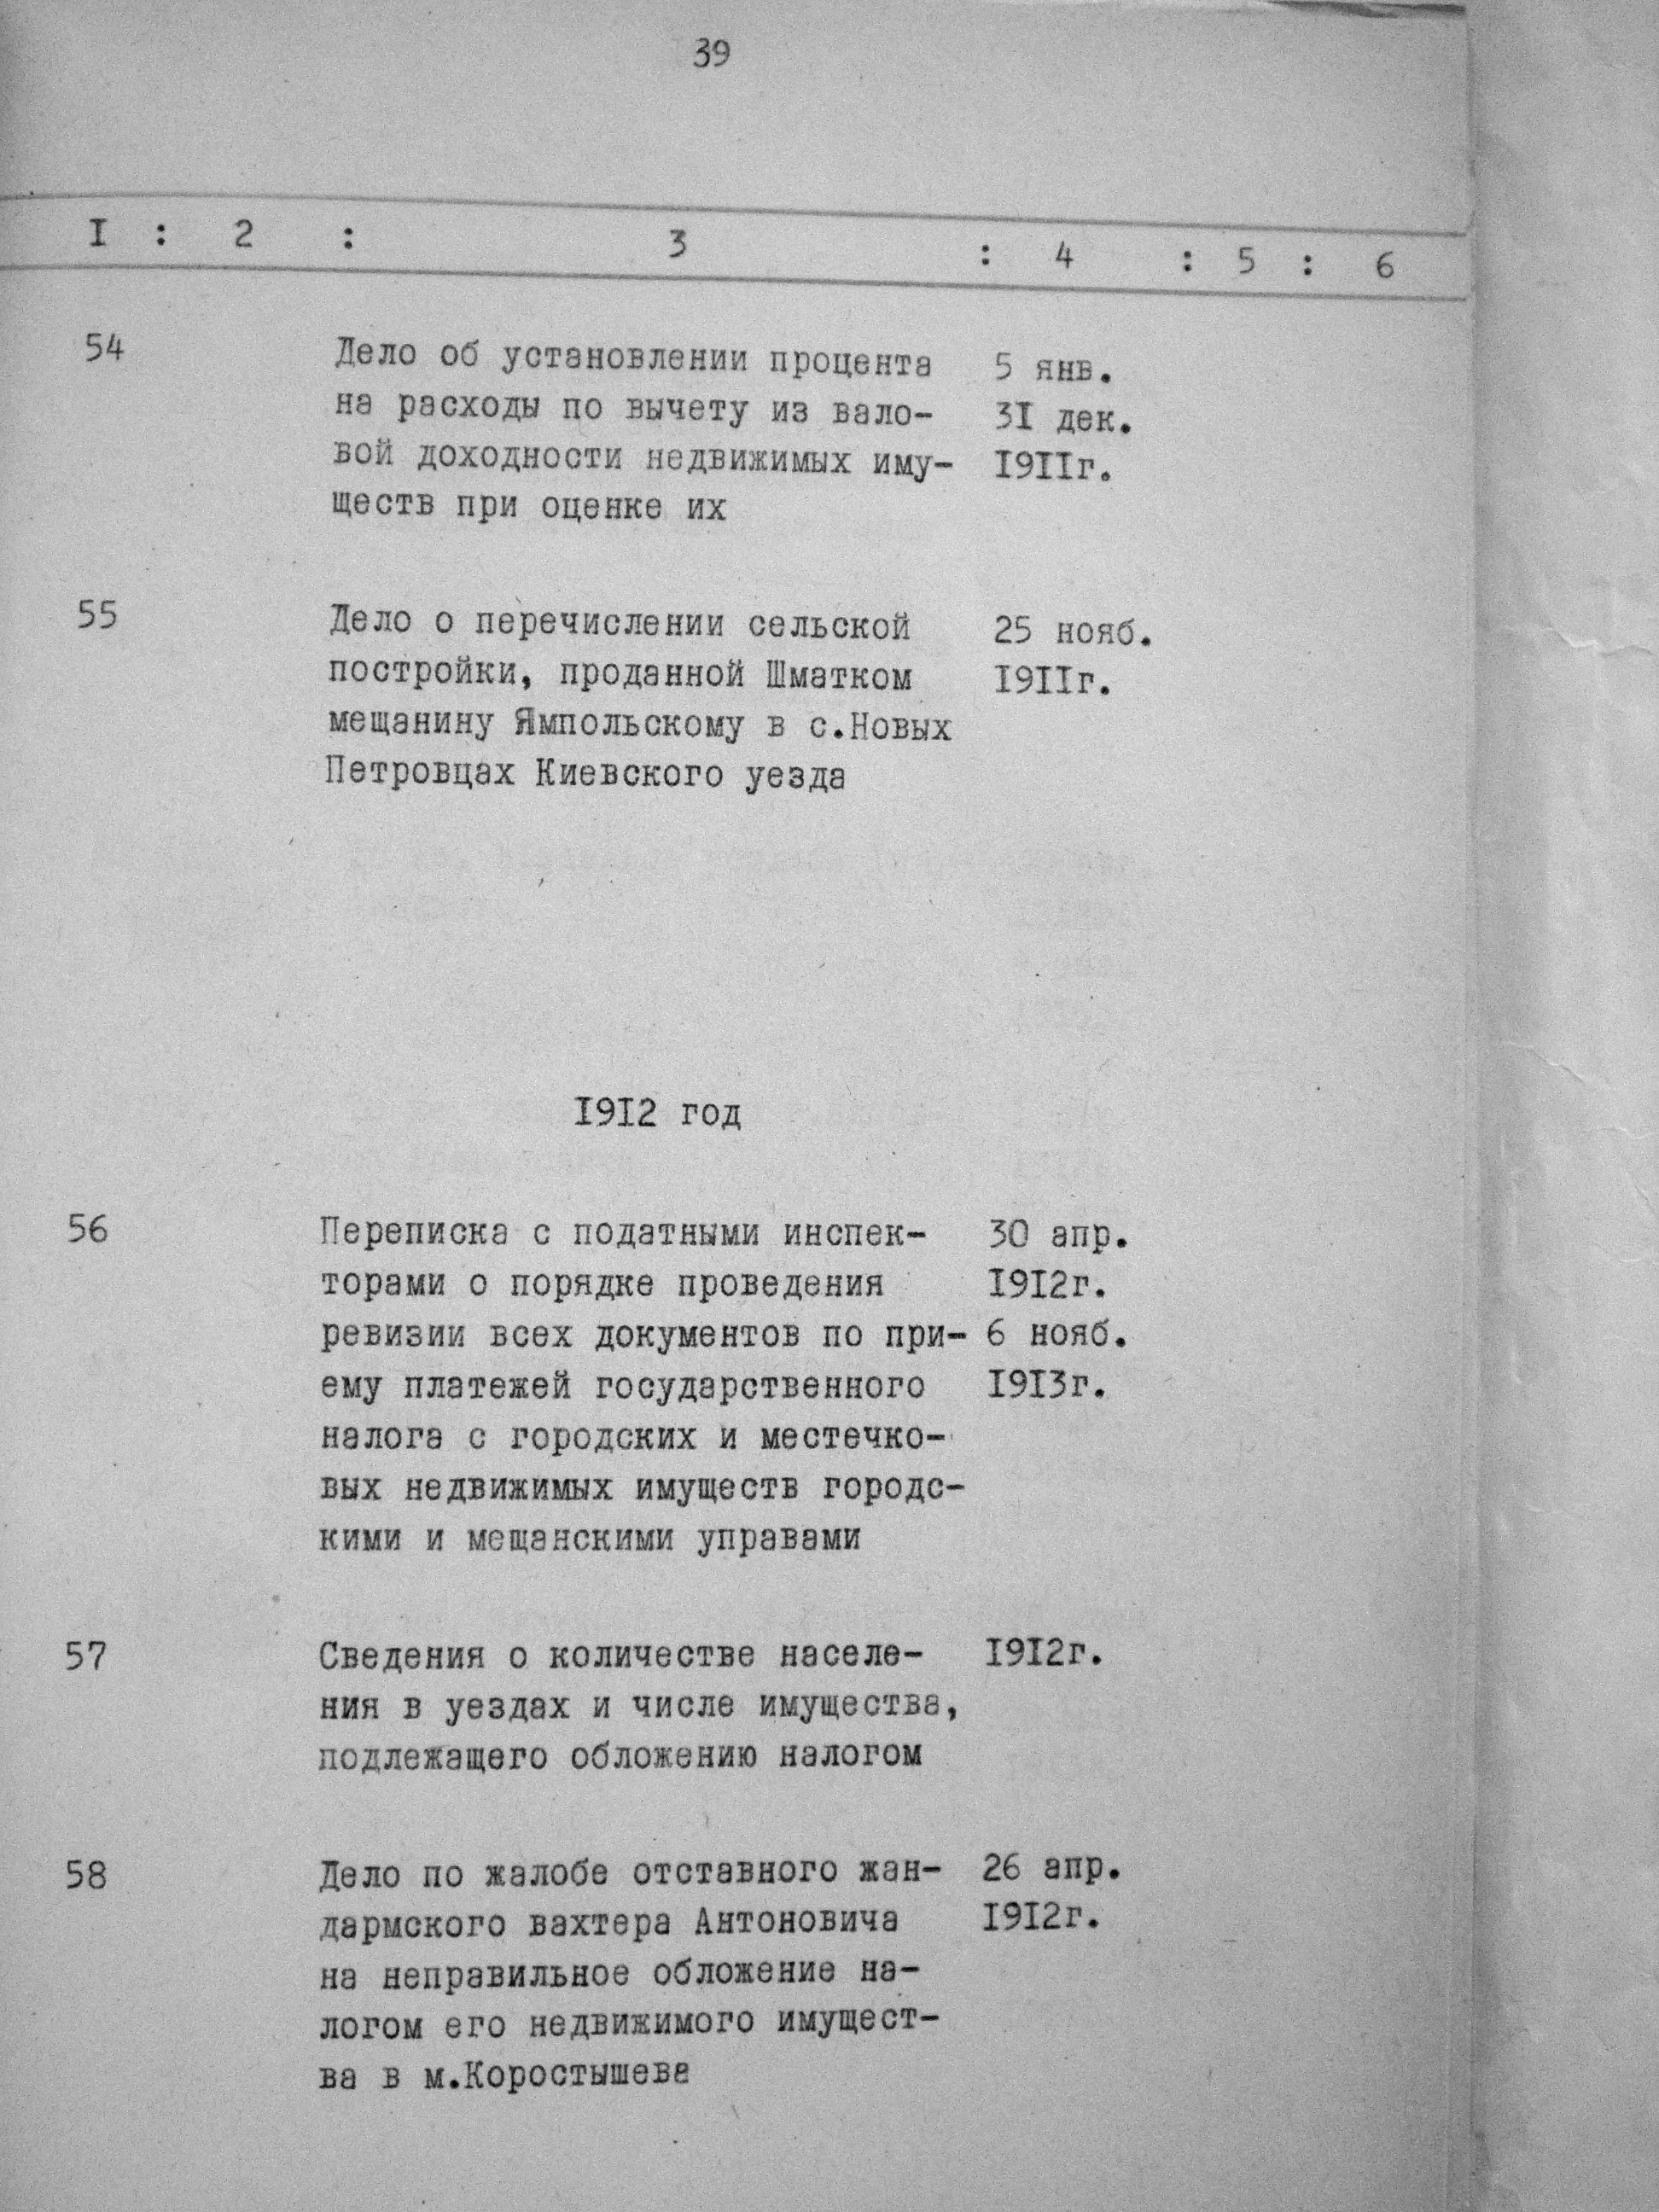 39
I : 2 : 3 : 4 : 5 : 6
54 Дело об установлении процента 5 янв.
на расходы по вычету из вало- 31 дек.
вой доходности недвижимых иму- 1911г.
ществ при оценке их
55 Дело о перечислении сельской 25 нояб.
постройки, проданной Шматком 1911г.
мещанину Ямпольскому в с.Новых
Петровцах Киевского уезда
1912 год
56 Переписка с податными инспек- 30 апр.
торами о порядке проведения 1912г.
ревизии всех документов по при- 6 нояб.
ему платежей государственного 1913г.
налога с городских и местечко-
вых недвижимых имуществ городс-
кими и мещанскими управами
57 Сведения о количестве населе- 1912г.
ния в уездах и числе имущества,
подлежащего обложению налогом
58 Дело по жалобе отставного жан- 26 апр.
дармского вахтера Антоновича 1912г.
на неправильное обложение на-
логом его недвижимого имущест-
ва в м.Коростышева